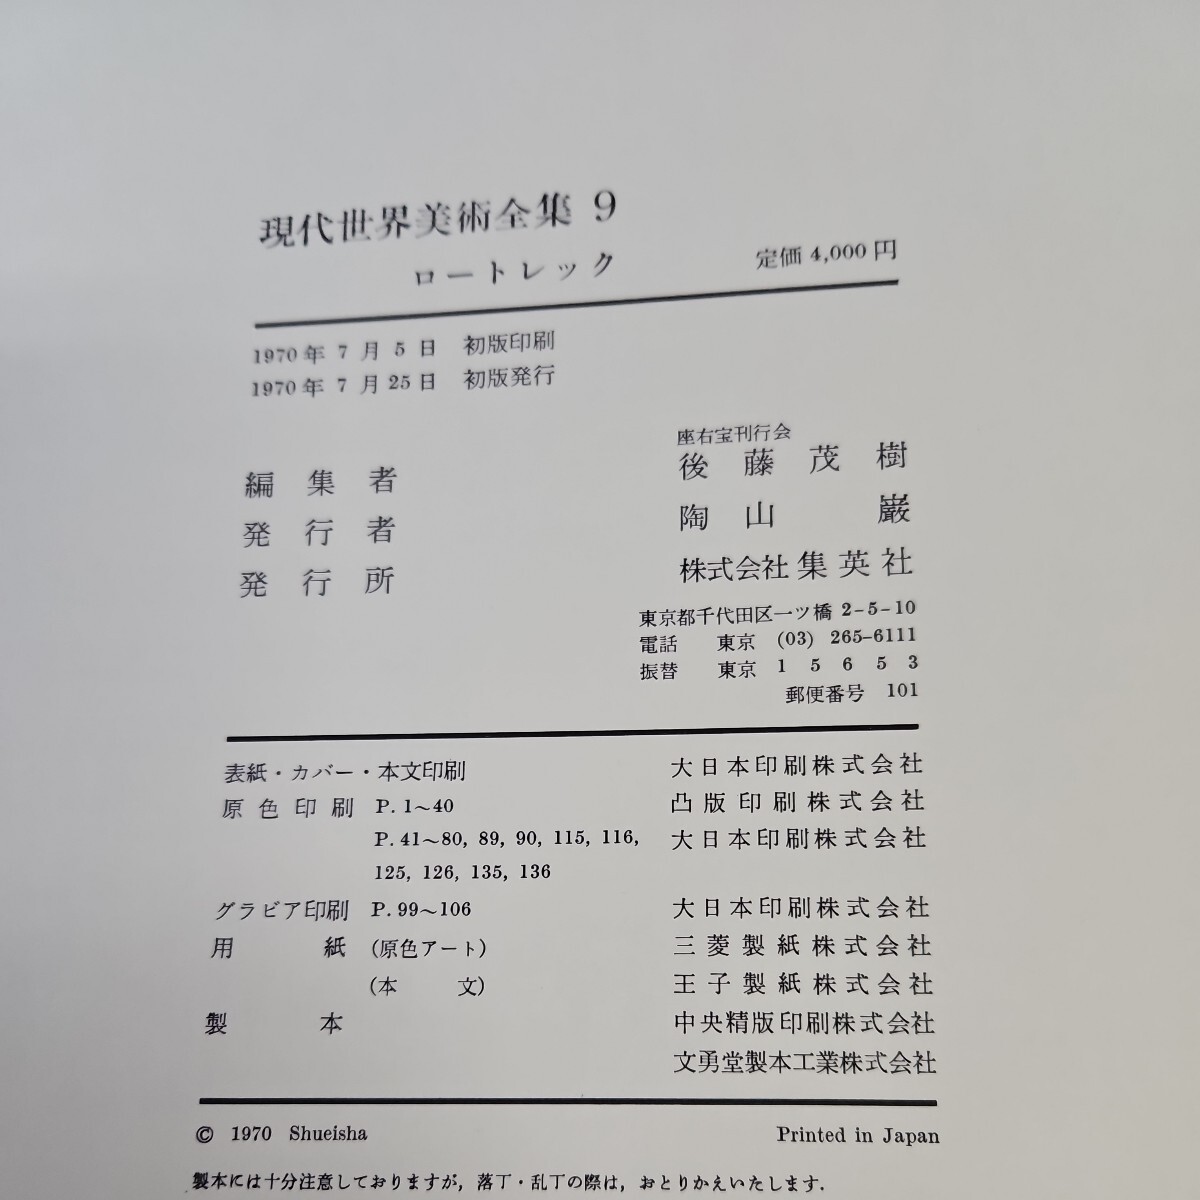 現代世界美術全集 9
ロートレック
定価 4,000 円
1970 年 7 月 5 日 初版印刷
1970 年 7 月 25 日 初版発行
編集者 座右宝刊行会
後藤茂樹
発行者 陶山巌
発行所 株式会社 集英社
東京都千代田区一ツ橋 2-5-10
電話 東京 (03) 265-6111
振替 東京 1 5 6 5 3
郵便番号 101
表紙・カバー・本文印刷 大日本印刷株式会社
原色印刷 P. 1～40 凸版印刷株式会社
P. 41～80, 89, 90, 115, 116, 大日本印刷株式会社
125, 126, 135, 136
グラビア印刷 P. 99～106 大日本印刷株式会社
用紙 (原色アート) 三菱製紙株式会社
(本文) 王子製紙株式会社
製本 中央精版印刷株式会社
文勇堂製本工業株式会社
© 1970 Shueisha Printed in Japan
製本には十分注意しておりますが, 落丁・乱丁の際は, おとりかえいたします.